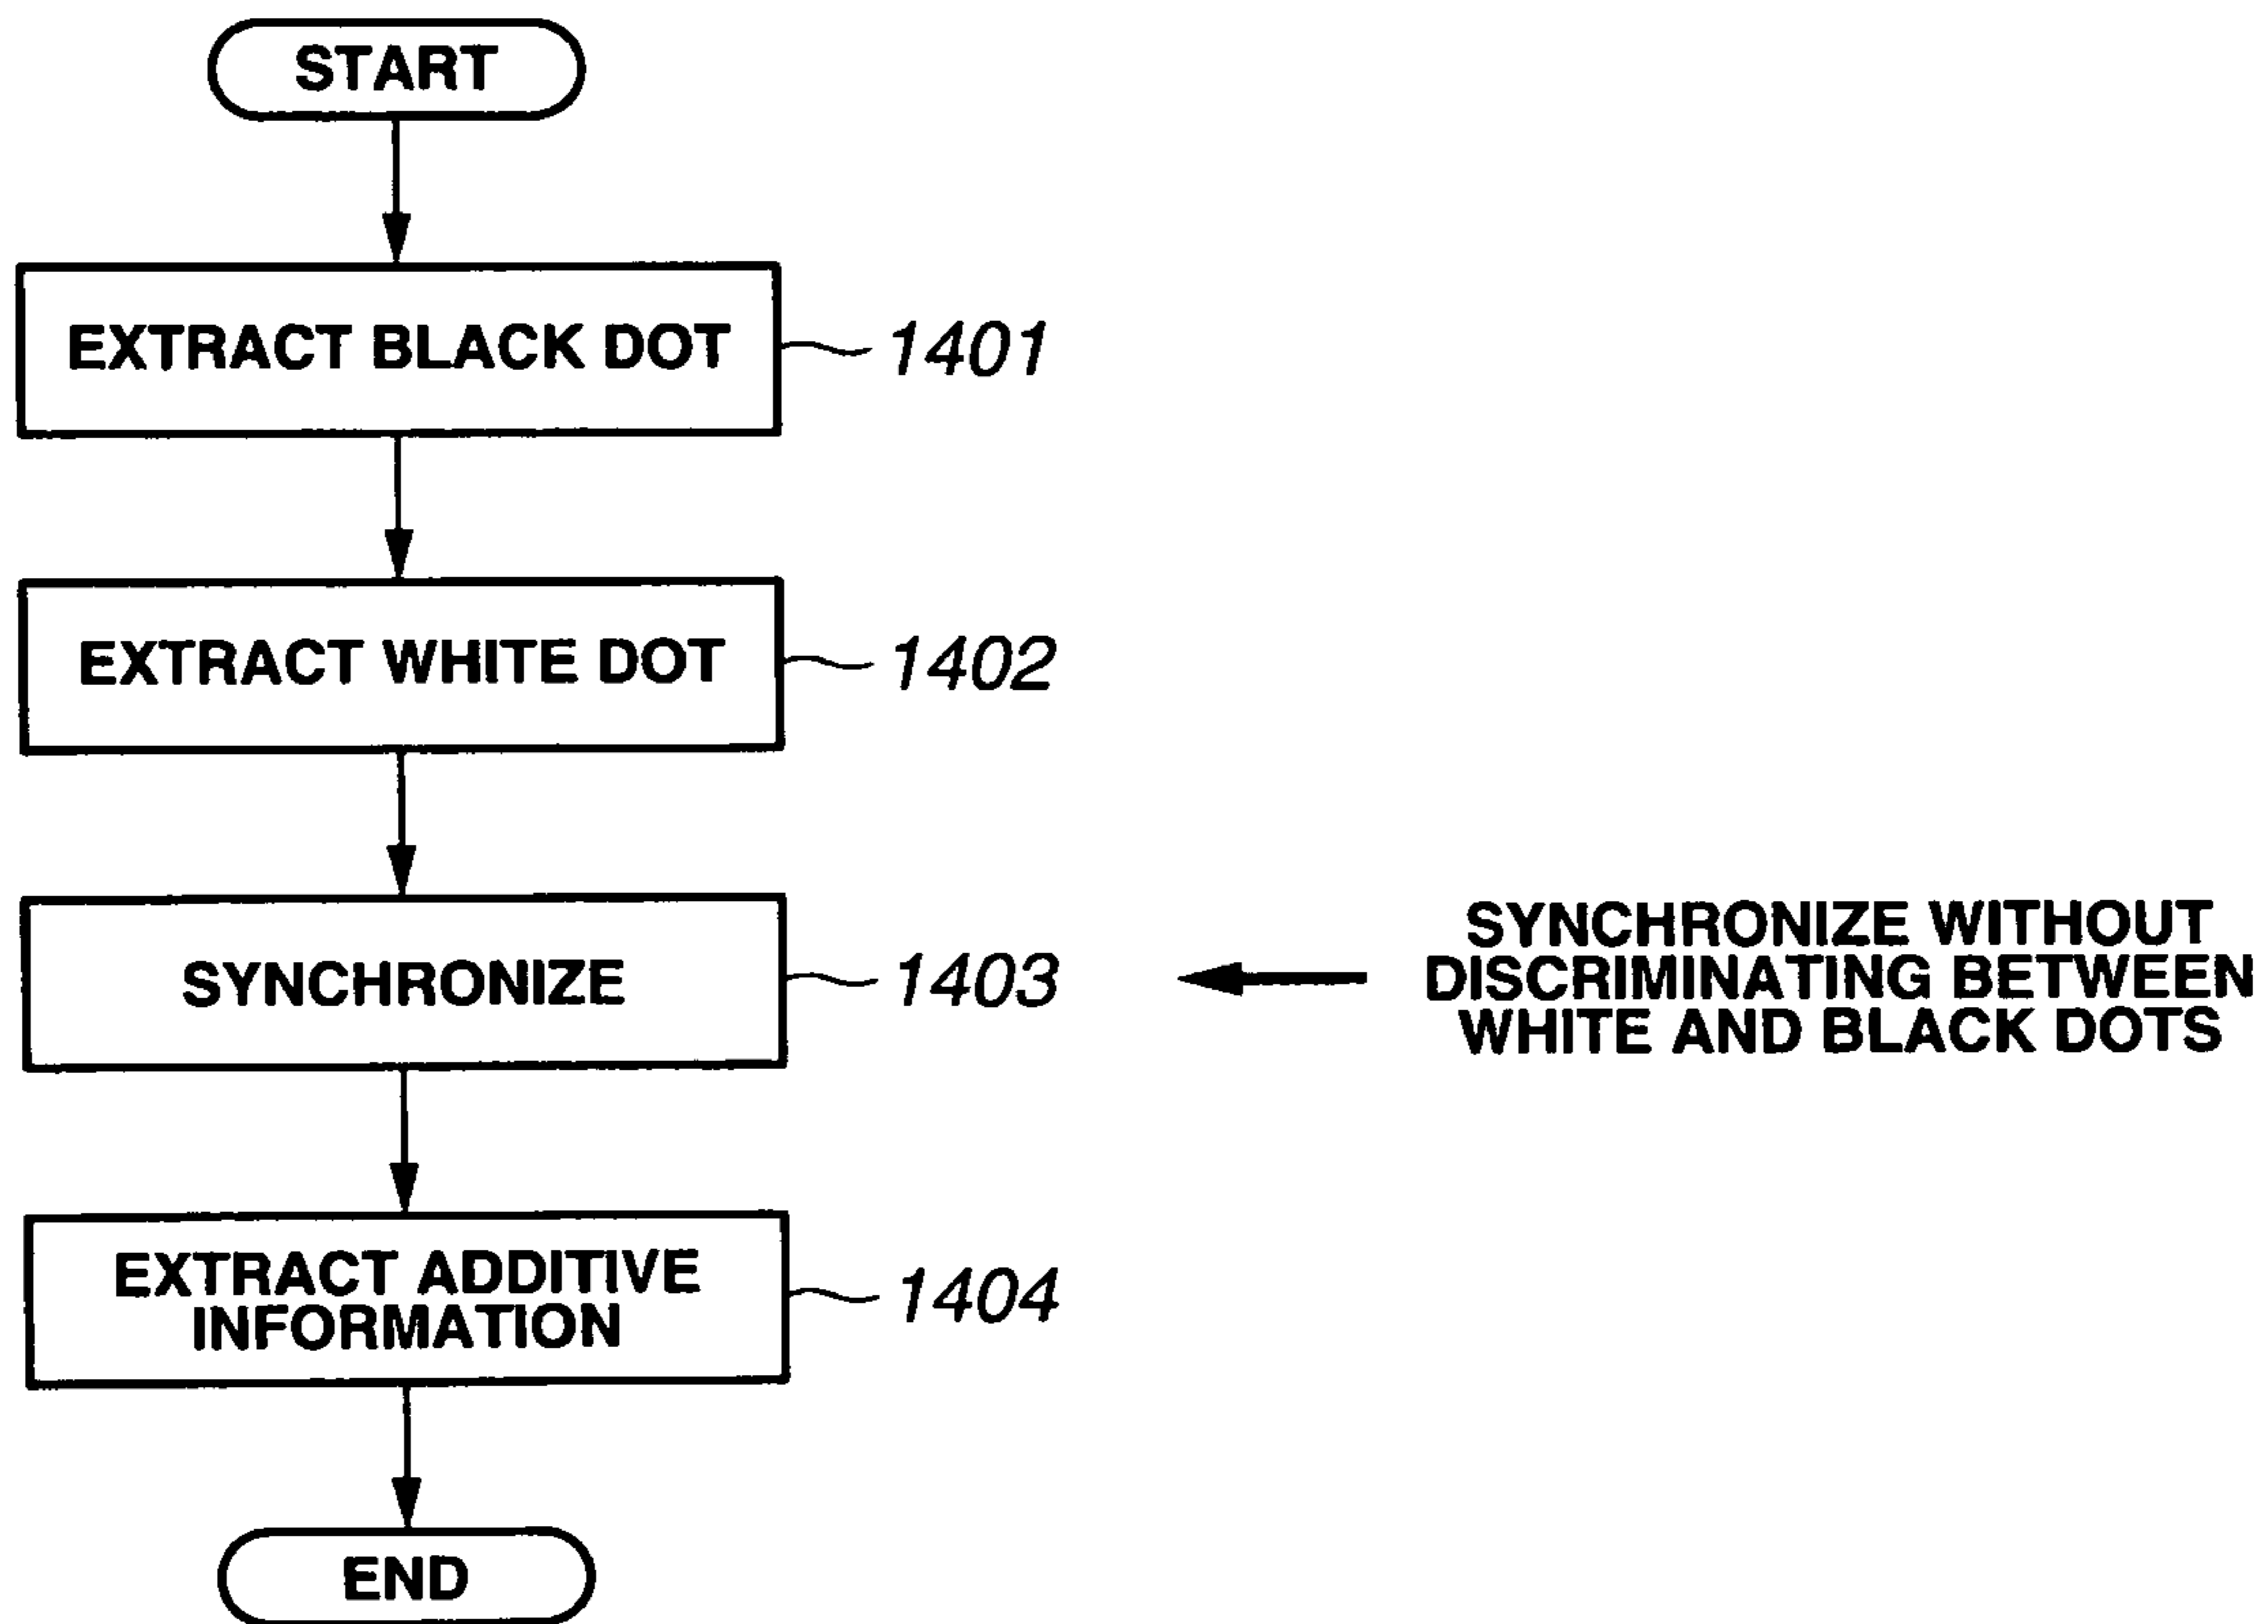 START
EXTRACT BLACK DOT
1401
EXTRACT WHITE DOT
1402
SYNCHRONIZE
1403
SYNCHRONIZE WITHOUT
DISCRIMINATING BETWEEN
WHITE AND BLACK DOTS
EXTRACT ADDITIVE
INFORMATION
1404
END